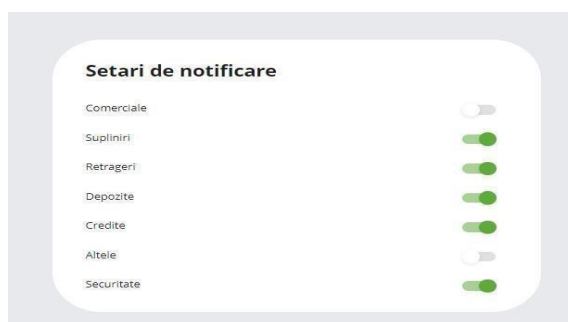 Setari de notificare
Comerciale
Supliniri
Retrageri
Depozite
Credite
Altele
Securitate